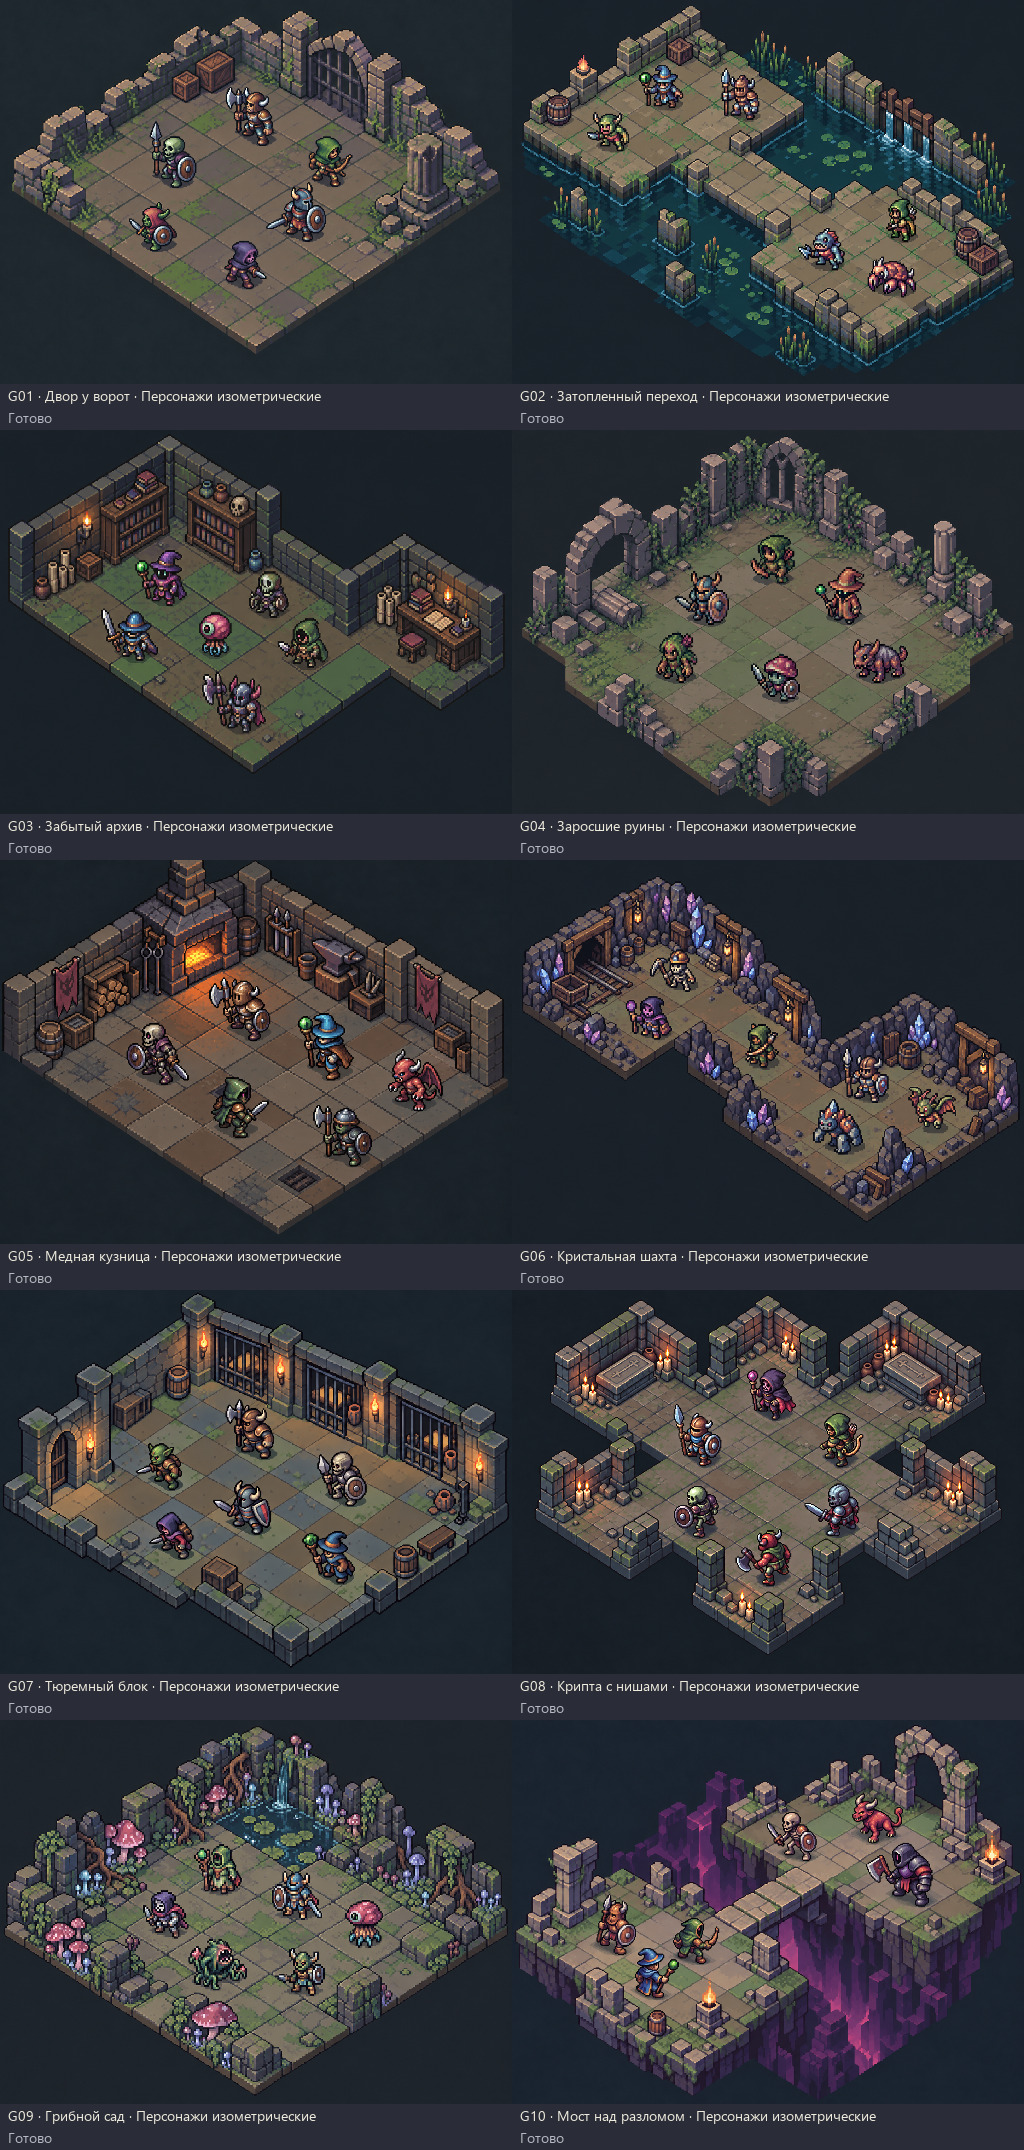 G01 · Двор у ворот · Персонажи изометрические
Готово
G02 · Затопленный переход · Персонажи изометрические
Готово
G03 · Забытый архив · Персонажи изометрические
Готово
G04 · Заросшие руины · Персонажи изометрические
Готово
G05 · Медная кузница · Персонажи изометрические
Готово
G06 · Кристальная шахта · Персонажи изометрические
Готово
G07 · Тюремный блок · Персонажи изометрические
Готово
G08 · Крипта с нишами · Персонажи изометрические
Готово
G09 · Грибной сад · Персонажи изометрические
Готово
G10 · Мост над разломом · Персонажи изометрические
Готово